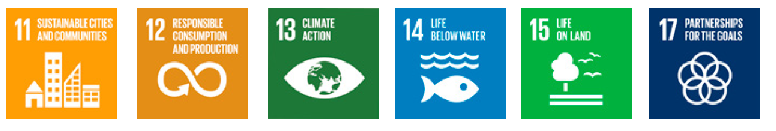 11 SUSTAINABLE CITIES
AND COMMUNITIES
12 RESPONSIBLE
CONSUMPTION
AND PRODUCTION
13 CLIMATE
ACTION
14 LIFE
BELOW WATER
15 LIFE
ON LAND
17 PARTNERSHIPS
FOR THE GOALS